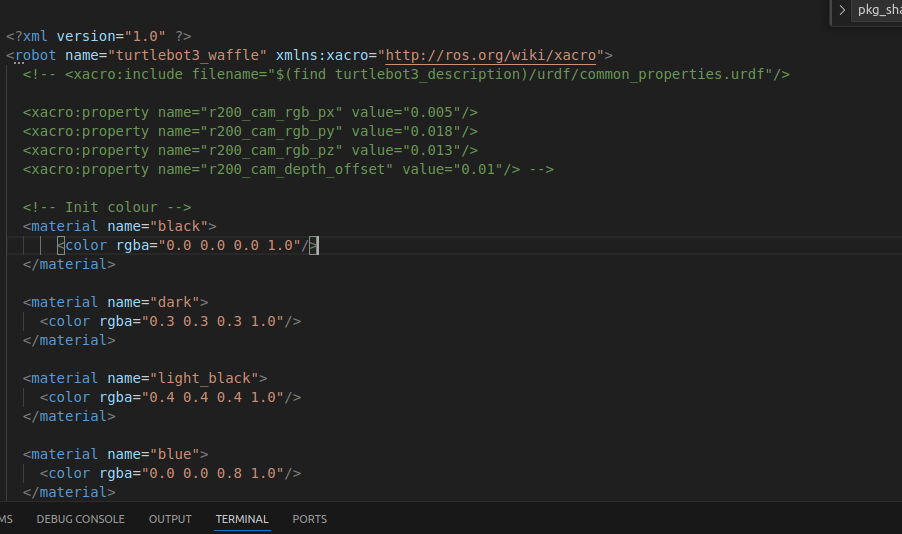 pkg_sha
<?xml version="1.0" ?>
<robot name="turtlebot3_waffle" xmlns:xacro="http://ros.org/wiki/xacro">
<!-- <xacro:include filename="$(find turtlebot3_description)/urdf/common_properties.urdf"/>
<xacro:property name="r200_cam_rgb_px" value="0.005"/>
<xacro:property name="r200_cam_rgb_py" value="0.018"/>
<xacro:property name="r200_cam_rgb_pz" value="0.013"/>
<xacro:property name="r200_cam_depth_offset" value="0.01"/> -->
<!-- Init colour -->
<material name="black">
<color rgba="0.0 0.0 0.0 1.0"/>
</material>
<material name="dark">
<color rgba="0.3 0.3 0.3 1.0"/>
</material>
<material name="light_black">
<color rgba="0.4 0.4 0.4 1.0"/>
</material>
<material name="blue">
<color rgba="0.0 0.0 0.8 1.0"/>
</material>
MS DEBUG CONSOLE OUTPUT TERMINAL PORTS